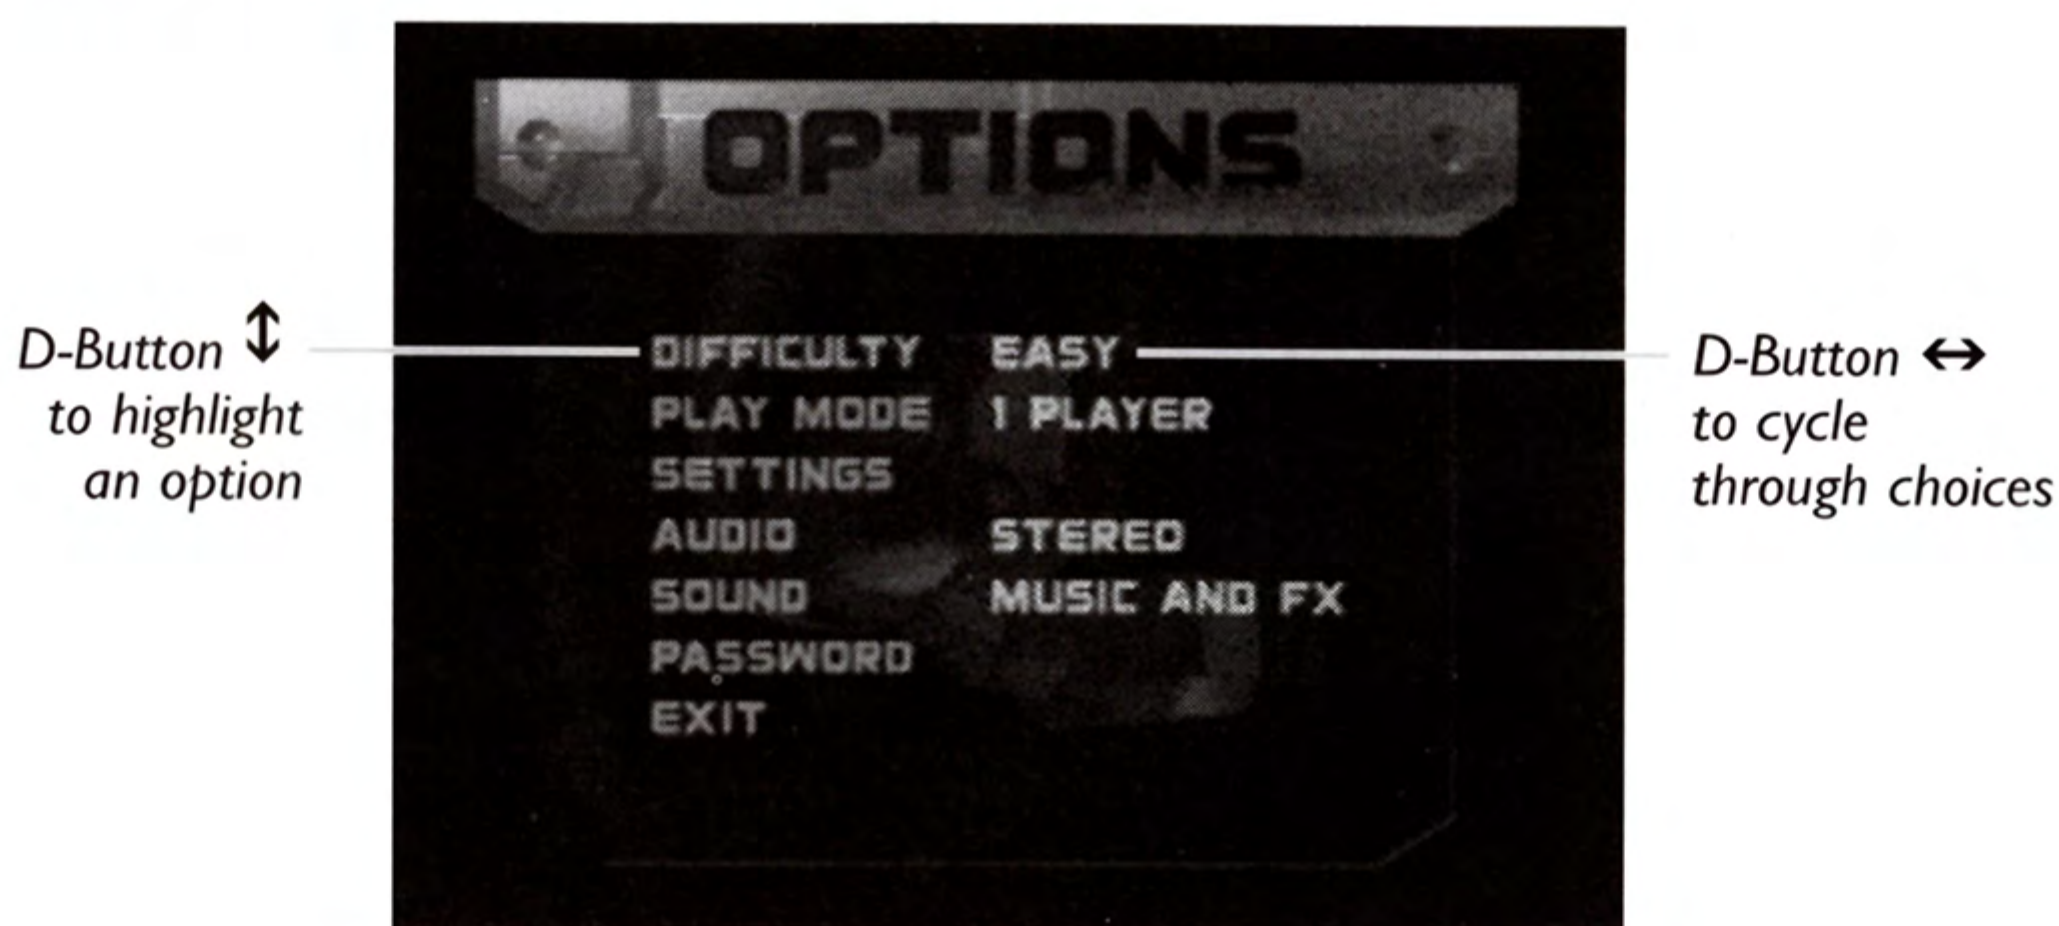 OPTIONS
D-Button ↕
to highlight
an option
DIFFICULTY EASY
PLAY MODE 1 PLAYER
SETTINGS
AUDIO STEREO
SOUND MUSIC AND FX
PASSWORD
EXIT
D-Button ↔
to cycle
through choices